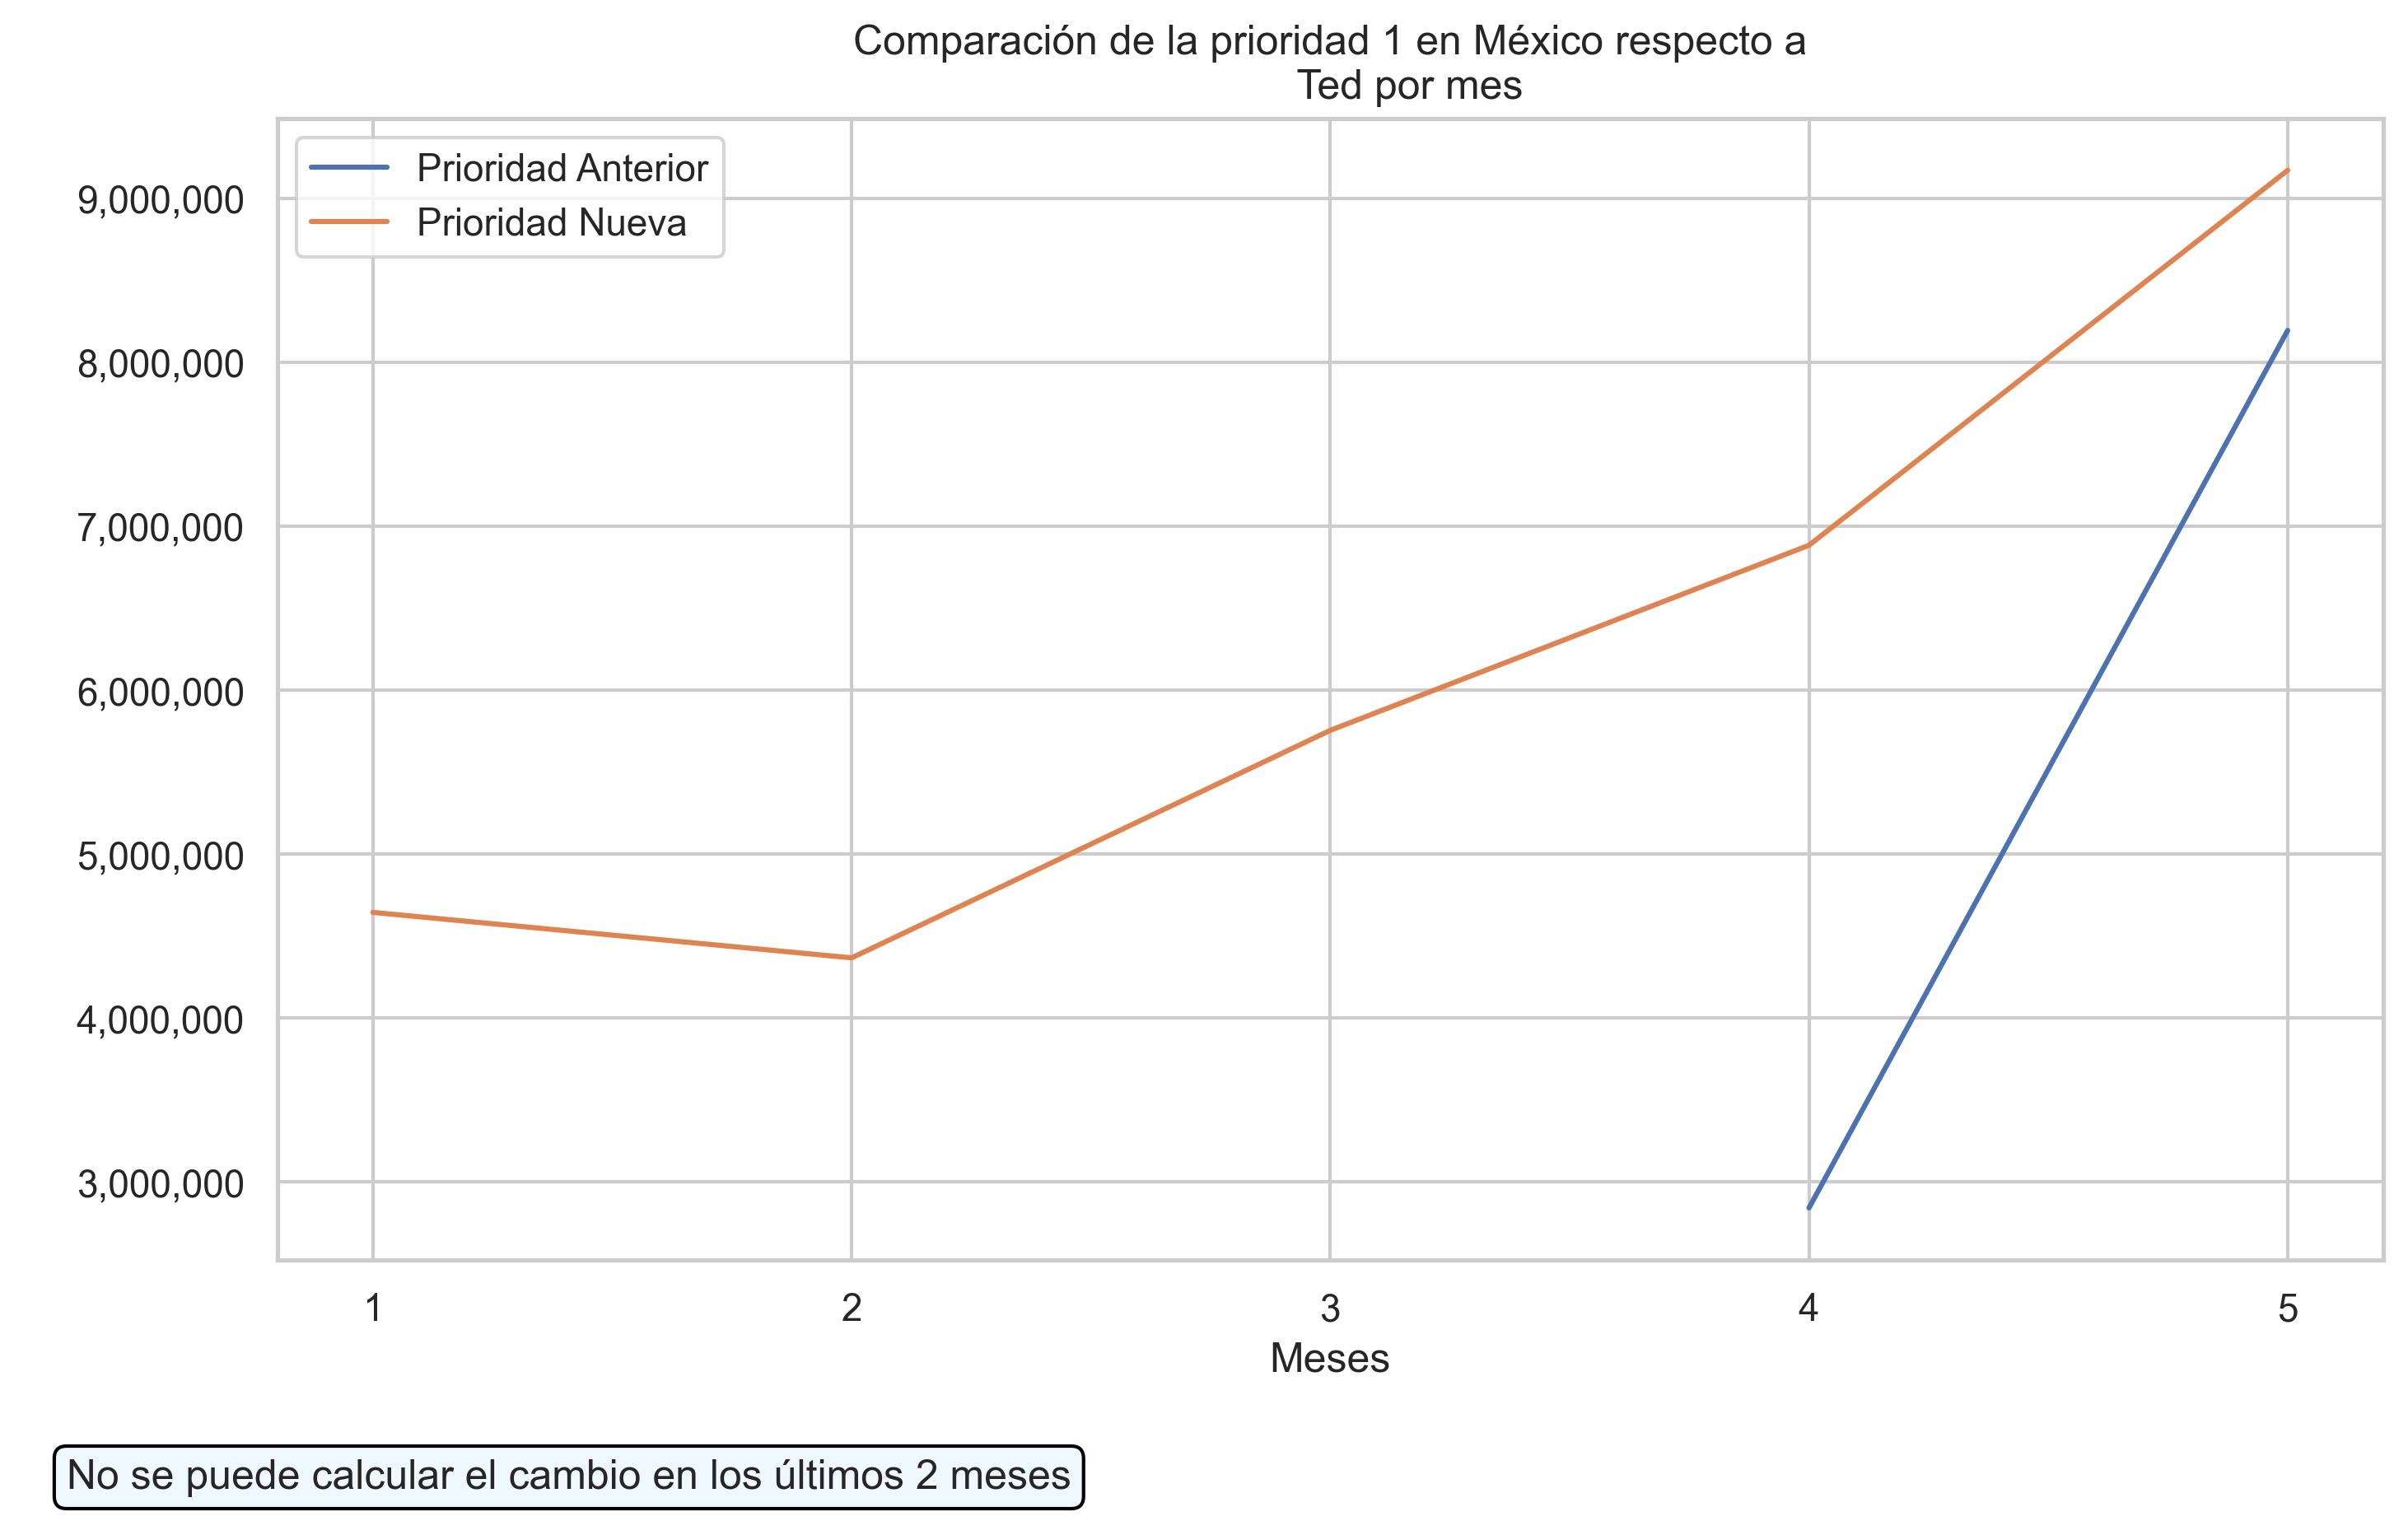 Comparación de la prioridad 1 en México respecto a
Ted por mes
Prioridad Anterior
Prioridad Nueva
9,000,000
8,000,000
7,000,000
6,000,000
5,000,000
4,000,000
3,000,000
1
2
3
4
5
Meses
No se puede calcular el cambio en los últimos 2 meses